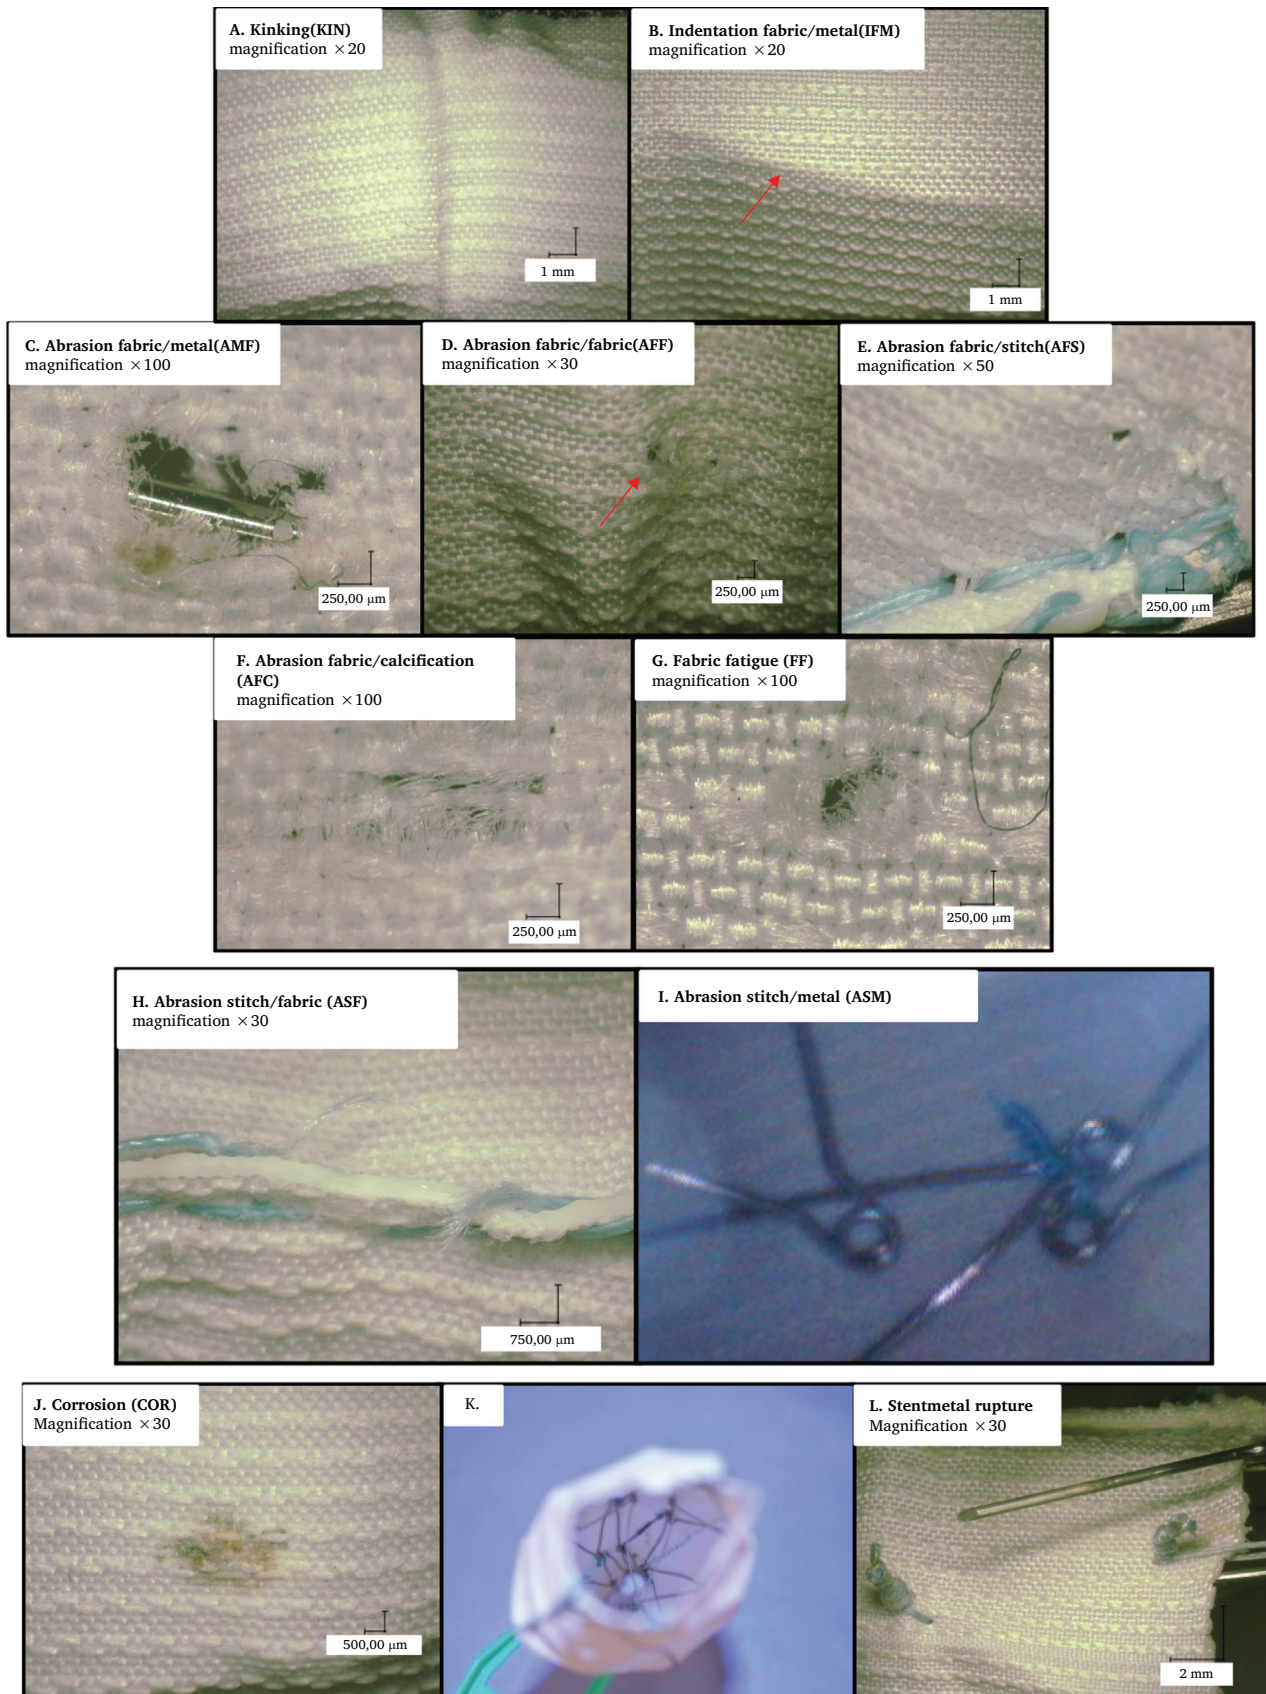 A. Kinking(KIN)
magnification ×20
1 mm
B. Indentation fabric/metal(IFM)
magnification ×20
1 mm
C. Abrasion fabric/metal(AMF)
magnification ×100
250,00 μm
D. Abrasion fabric/fabric(AFF)
magnification ×30
250,00 μm
E. Abrasion fabric/stitch(AFS)
magnification ×50
250,00 μm
F. Abrasion fabric/calcification
(AFC)
magnification ×100
250,00 μm
G. Fabric fatigue (FF)
magnification ×100
250,00 μm
H. Abrasion stitch/fabric (ASF)
magnification ×30
750,00 μm
I. Abrasion stitch/metal (ASM)
J. Corrosion (COR)
Magnification ×30
500,00 μm
K.
L. Stentmetal rupture
Magnification ×30
2 mm